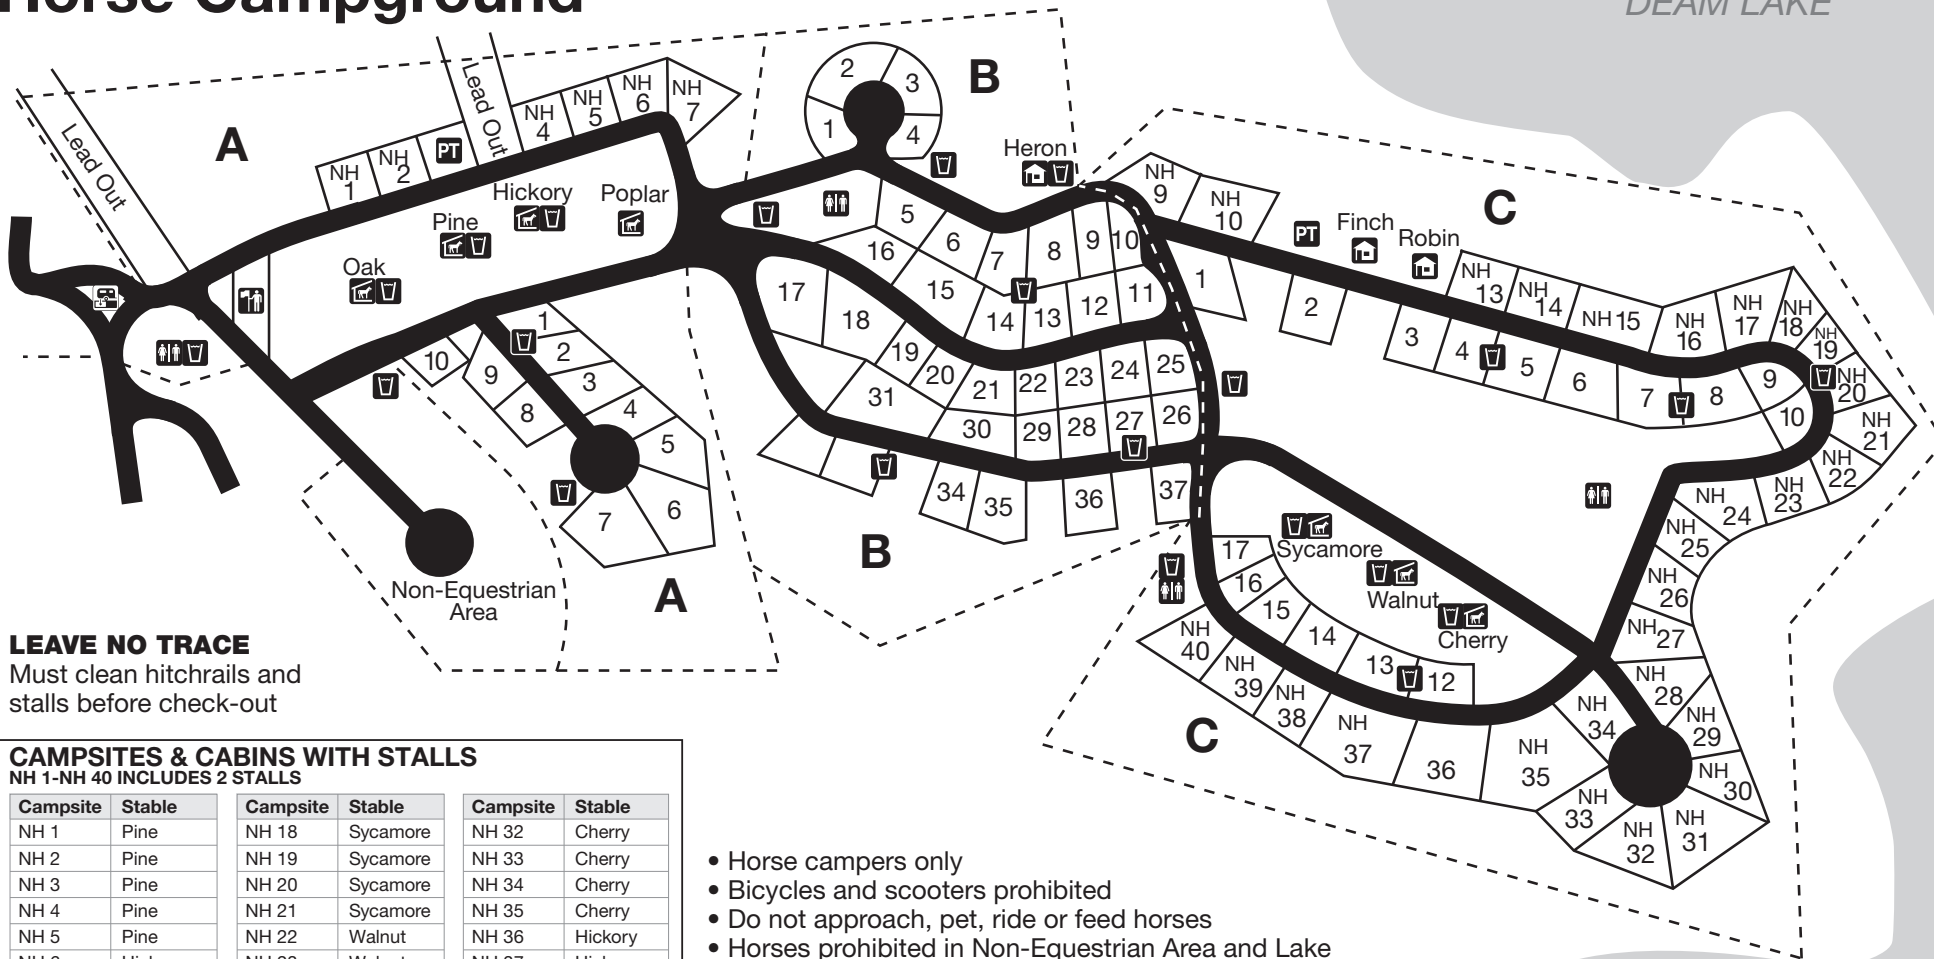 Horse Campground
DEAM LAKE
A
B
C
Lead Out
Lead Out
NH 1
NH 2
PT
NH 4
NH 5
NH 6
NH 7
Hickory
Poplar
Pine
Oak
1
2
3
4
Heron
5
6
7
8
9
10
16
15
14
13
12
11
17
18
19
20
21
22
23
24
25
31
30
29
28
27
26
34
35
36
37
B
10
9
8
1
2
3
4
5
6
7
A
Non-Equestrian
Area
NH 9
NH 10
PT
Finch
Robin
NH 13
NH 14
NH 15
NH 16
NH 17
NH 18
NH 19
NH 20
NH 21
NH 22
NH 23
NH 24
NH 25
NH 26
NH 27
NH 28
NH 29
NH 30
NH 31
NH 32
NH 33
NH 34
NH 35
36
NH 37
NH 38
NH 39
NH 40
1
2
3
4
5
6
7
8
9
10
17
16
15
14
13
12
Sycamore
Walnut
Cherry
C
LEAVE NO TRACE
Must clean hitchrails and
stalls before check-out
CAMPSITES & CABINS WITH STALLS
NH 1-NH 40 INCLUDES 2 STALLS
Campsite Stable Campsite Stable Campsite Stable
NH 1 Pine NH 18 Sycamore NH 32 Cherry
NH 2 Pine NH 19 Sycamore NH 33 Cherry
NH 3 Pine NH 20 Sycamore NH 34 Cherry
NH 4 Pine NH 21 Sycamore NH 35 Cherry
NH 5 Pine NH 22 Walnut NH 36 Hickory
• Horse campers only
• Bicycles and scooters prohibited
• Do not approach, pet, ride or feed horses
• Horses prohibited in Non-Equestrian Area and Lake